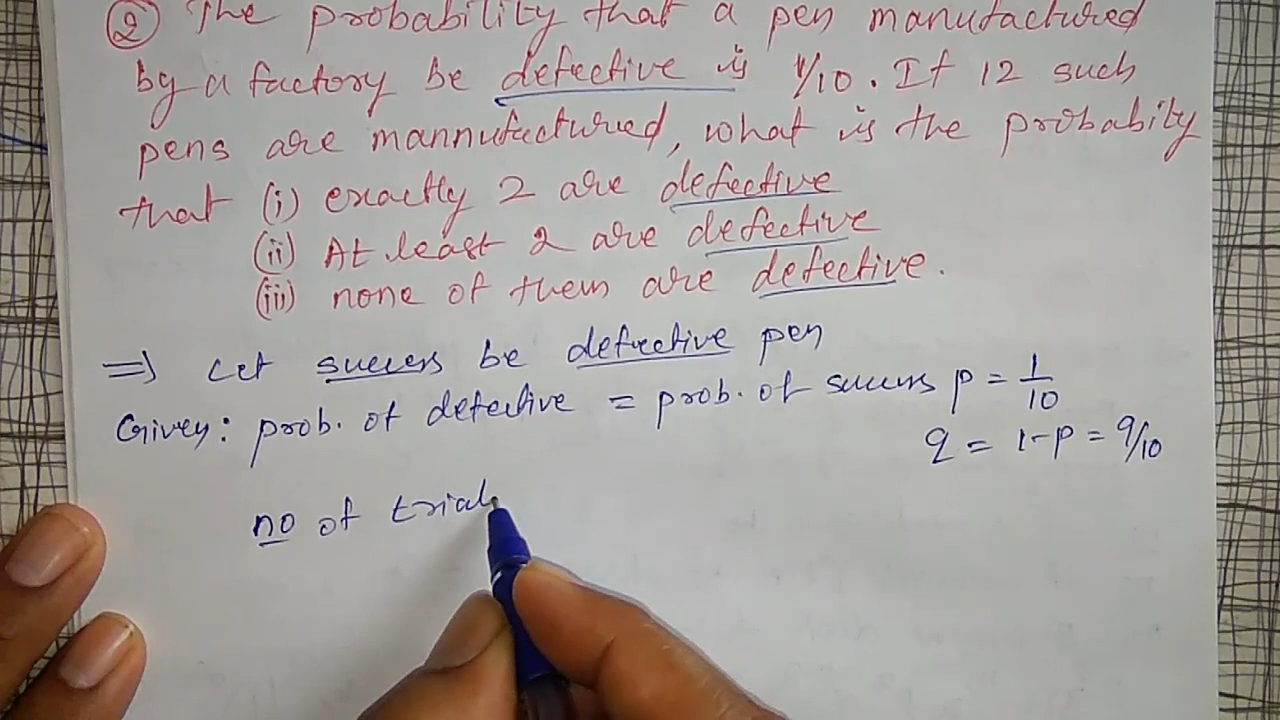 ② The probability that a pen manufactured
by a factory be defective is 1/10. If 12 such
pens are mannufactured, what is the probabity
that (i) exactly 2 are defective
(ii) At least 2 are defective
(iii) none of them are defective.
⇒ Let success be defective pen
Given: prob. of defective = prob. of success p = 1/10
q = 1-p = 9/10
no of trials